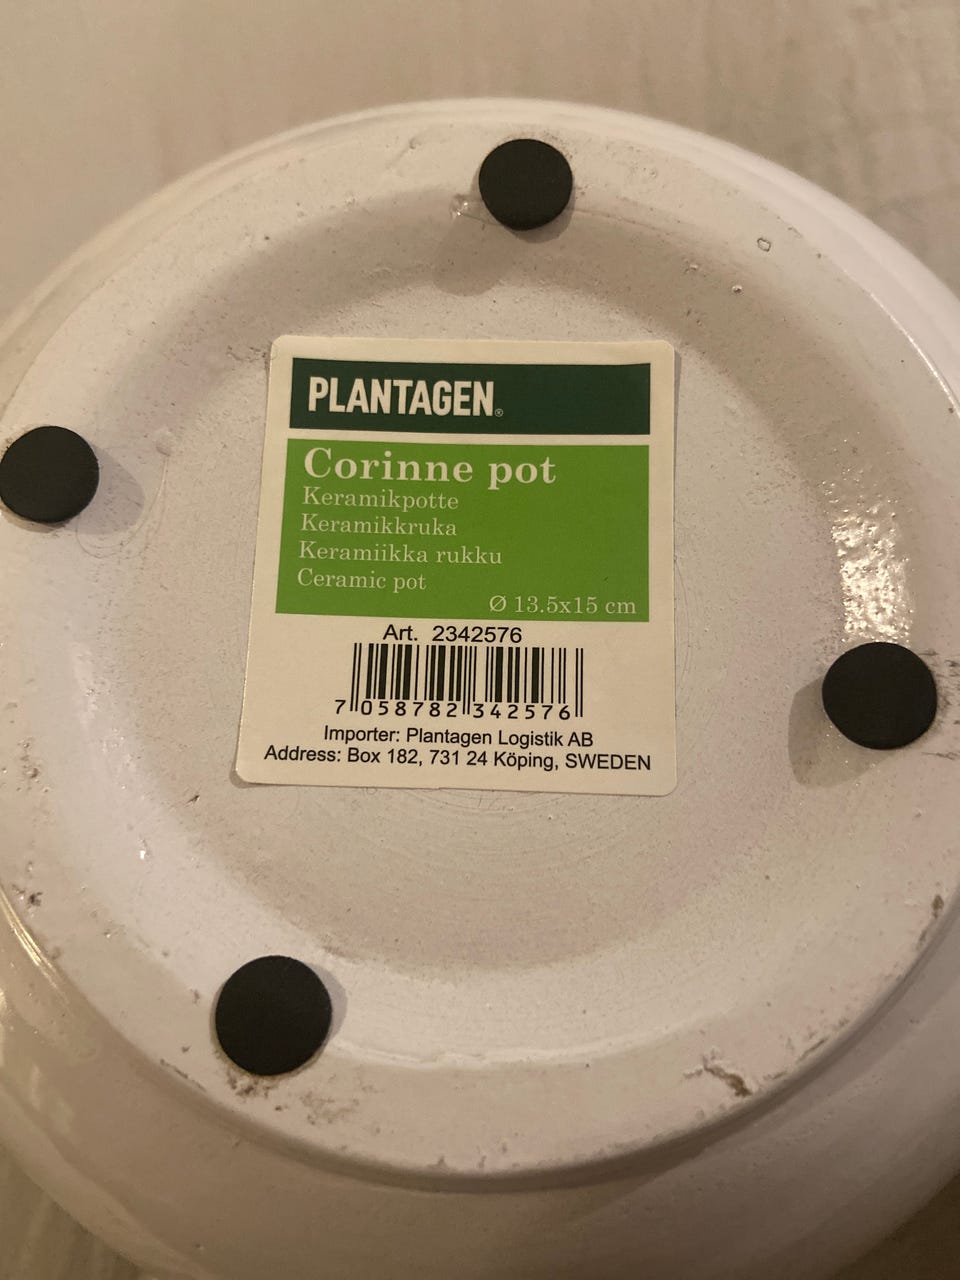 PLANTAGEN®
Corinne pot
Keramikpotte
Keramikkruka
Keramiikka rukku
Ceramic pot
Ø 13.5x15 cm
Art. 2342576
7 058782 342576
Importer: Plantagen Logistik AB
Address: Box 182, 731 24 Köping, SWEDEN